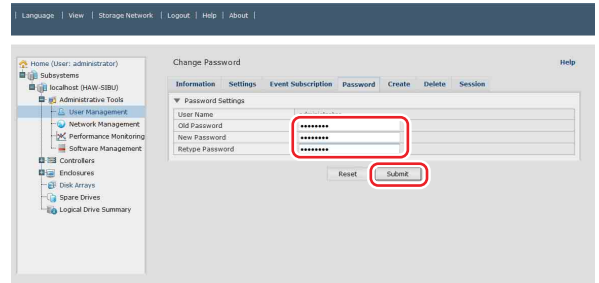 | Language | View | Storage Network | Logout | Help | About |
Home (User: administrator)
Subsystems
localhost (HAW-SIBU)
Administrative Tools
User Management
Network Management
Performance Monitoring
Software Management
Controllers
Enclosures
Disk Arrays
Spare Drives
Logical Drive Summary
Change Password
Help
Information Settings Event Subscription Password Create Delete Session
▼ Password Settings
User Name
Old Password ••••••••
New Password ••••••••
Retype Password ••••••••
Reset Submit